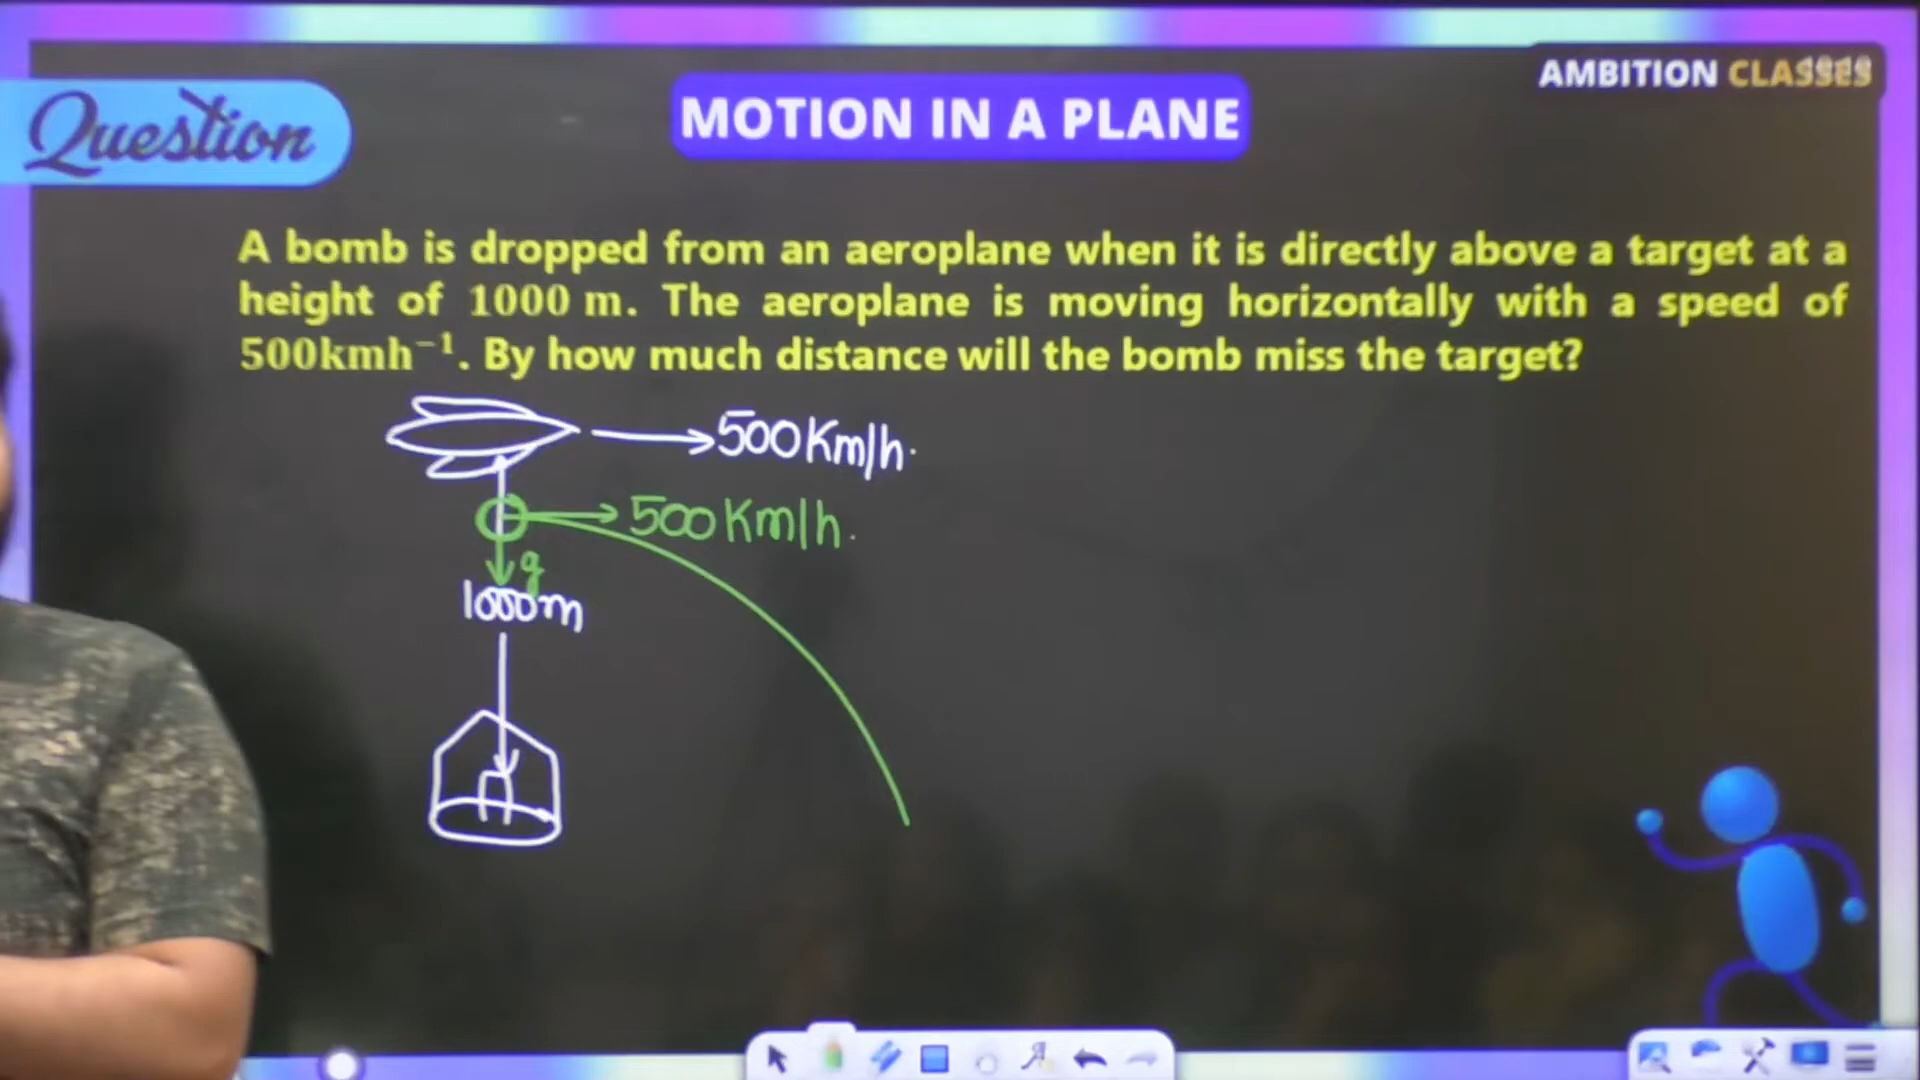 AMBITION CLASSES
Question
MOTION IN A PLANE
A bomb is dropped from an aeroplane when it is directly above a target at a
height of 1000 m. The aeroplane is moving horizontally with a speed of
500kmh⁻¹. By how much distance will the bomb miss the target?
500Km/h.
500Km/h.
g
1000m